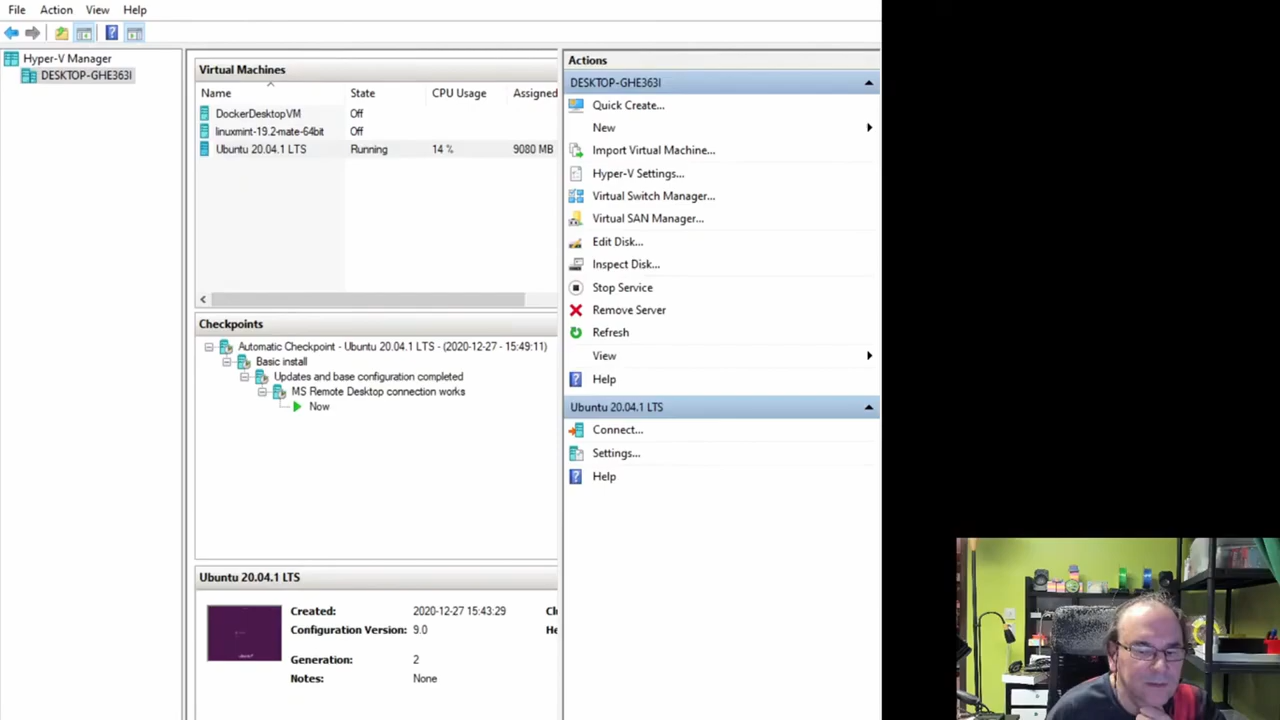 File Action View Help
Hyper-V Manager
DESKTOP-GHE363I
Virtual Machines
Name State CPU Usage Assigned
DockerDesktopVM Off
linuxmint-19.2-mate-64bit Off
Ubuntu 20.04.1 LTS Running 14 % 9080 MB
Checkpoints
Automatic Checkpoint - Ubuntu 20.04.1 LTS - (2020-12-27 - 15:49:11)
Basic install
Updates and base configuration completed
MS Remote Desktop connection works
Now
Ubuntu 20.04.1 LTS
Created: 2020-12-27 15:43:29 Cl
Configuration Version: 9.0 He
Generation: 2
Notes: None
Actions
DESKTOP-GHE363I
Quick Create...
New
Import Virtual Machine...
Hyper-V Settings...
Virtual Switch Manager...
Virtual SAN Manager...
Edit Disk...
Inspect Disk...
Stop Service
Remove Server
Refresh
View
Help
Ubuntu 20.04.1 LTS
Connect...
Settings...
Help